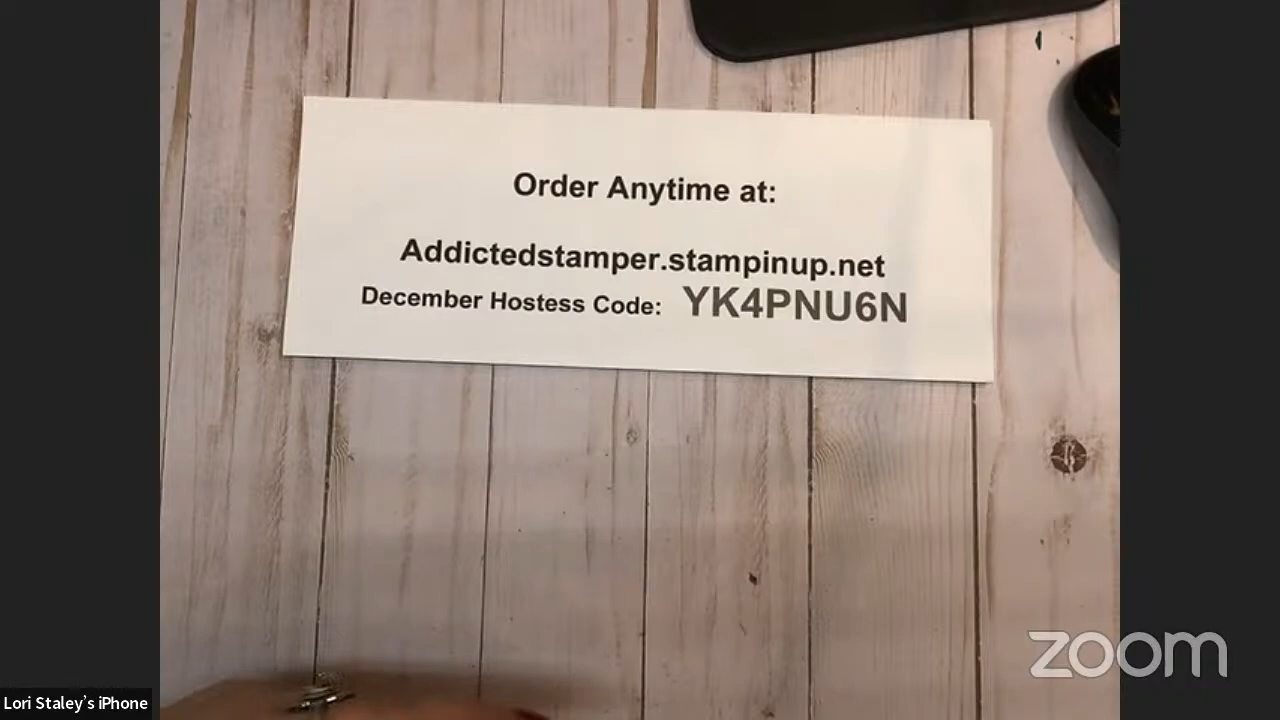 Order Anytime at:
Addictedstamper.stampinup.net
December Hostess Code: YK4PNU6N
zoom
Lori Staley’s iPhone